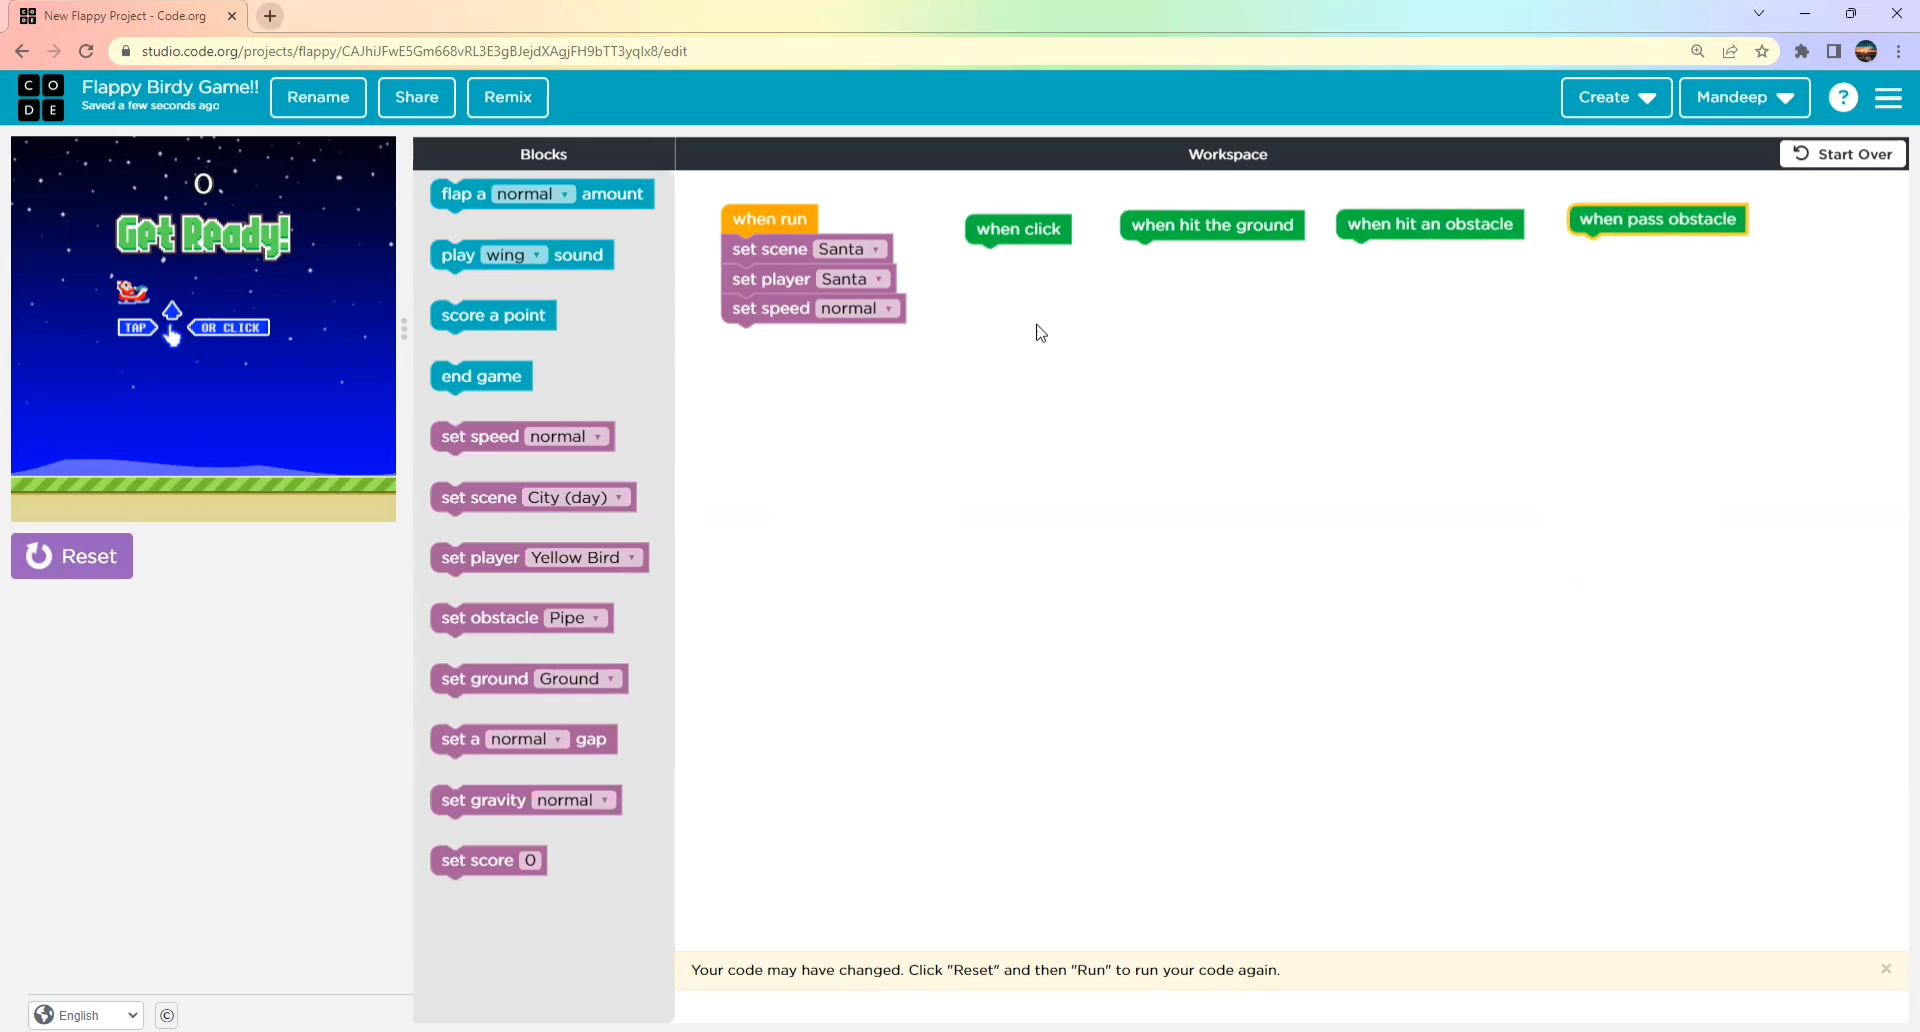 New Flappy Project - Code.org
studio.code.org/projects/flappy/CAJhiJFwE5Gm668vRL3E3gBJejdXAgjFH9bTT3yqlx8/edit
C O
D E
Flappy Birdy Game!!
Saved a few seconds ago
Rename
Share
Remix
Create
Mandeep
?
Blocks
Workspace
Start Over
0
Get Ready!
TAP
OR CLICK
Reset
flap a normal amount
play wing sound
score a point
end game
set speed normal
set scene City (day)
set player Yellow Bird
set obstacle Pipe
set ground Ground
set a normal gap
set gravity normal
set score 0
when run
set scene Santa
set player Santa
set speed normal
when click
when hit the ground
when hit an obstacle
when pass obstacle
Your code may have changed. Click "Reset" and then "Run" to run your code again.
English
©